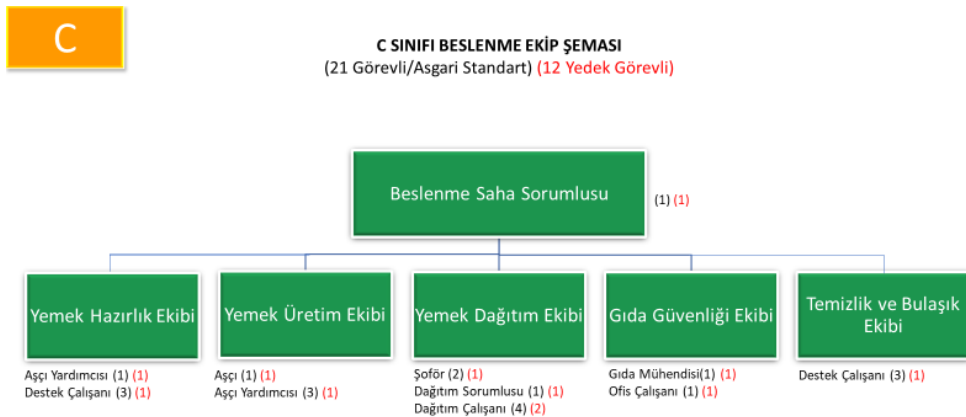 C
C SINIFI BESLENME EKİP ŞEMASI
(21 Görevli/Asgari Standart) (12 Yedek Görevli)
Beslenme Saha Sorumlusu
(1) (1)
Yemek Hazırlık Ekibi
Aşçı Yardımcısı (1) (1)
Destek Çalışanı (3) (1)
Yemek Üretim Ekibi
Aşçı (1) (1)
Aşçı Yardımcısı (3) (1)
Yemek Dağıtım Ekibi
Şoför (2) (1)
Dağıtım Sorumlusu (1) (1)
Dağıtım Çalışanı (4) (2)
Gıda Güvenliği Ekibi
Gıda Mühendisi(1) (1)
Ofis Çalışanı (1) (1)
Temizlik ve Bulaşık
Ekibi
Destek Çalışanı (3) (1)